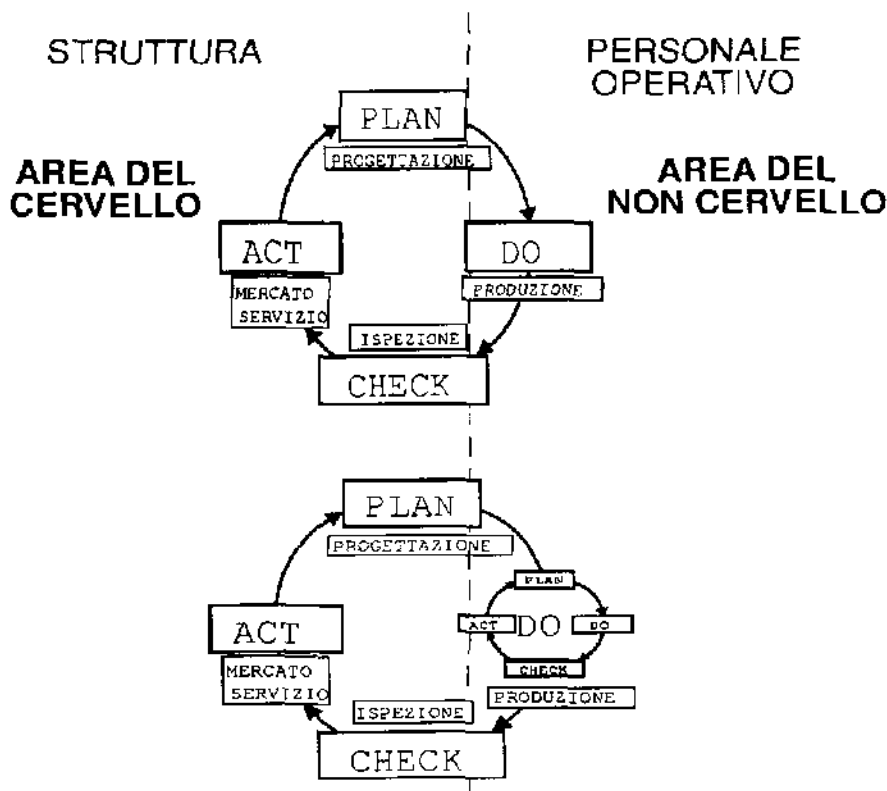 STRUTTURA
PERSONALE
OPERATIVO
AREA DEL
CERVELLO
AREA DEL
NON CERVELLO
PLAN
PROGETTAZIONE
ACT
MERCATO
SERVIZIO
DO
PRODUZIONE
ISPEZIONE
CHECK
PLAN
PROGETTAZIONE
PLAN
ACT
DO
DO
CHECK
ACT
MERCATO
SERVIZIO
PRODUZIONE
ISPEZIONE
CHECK